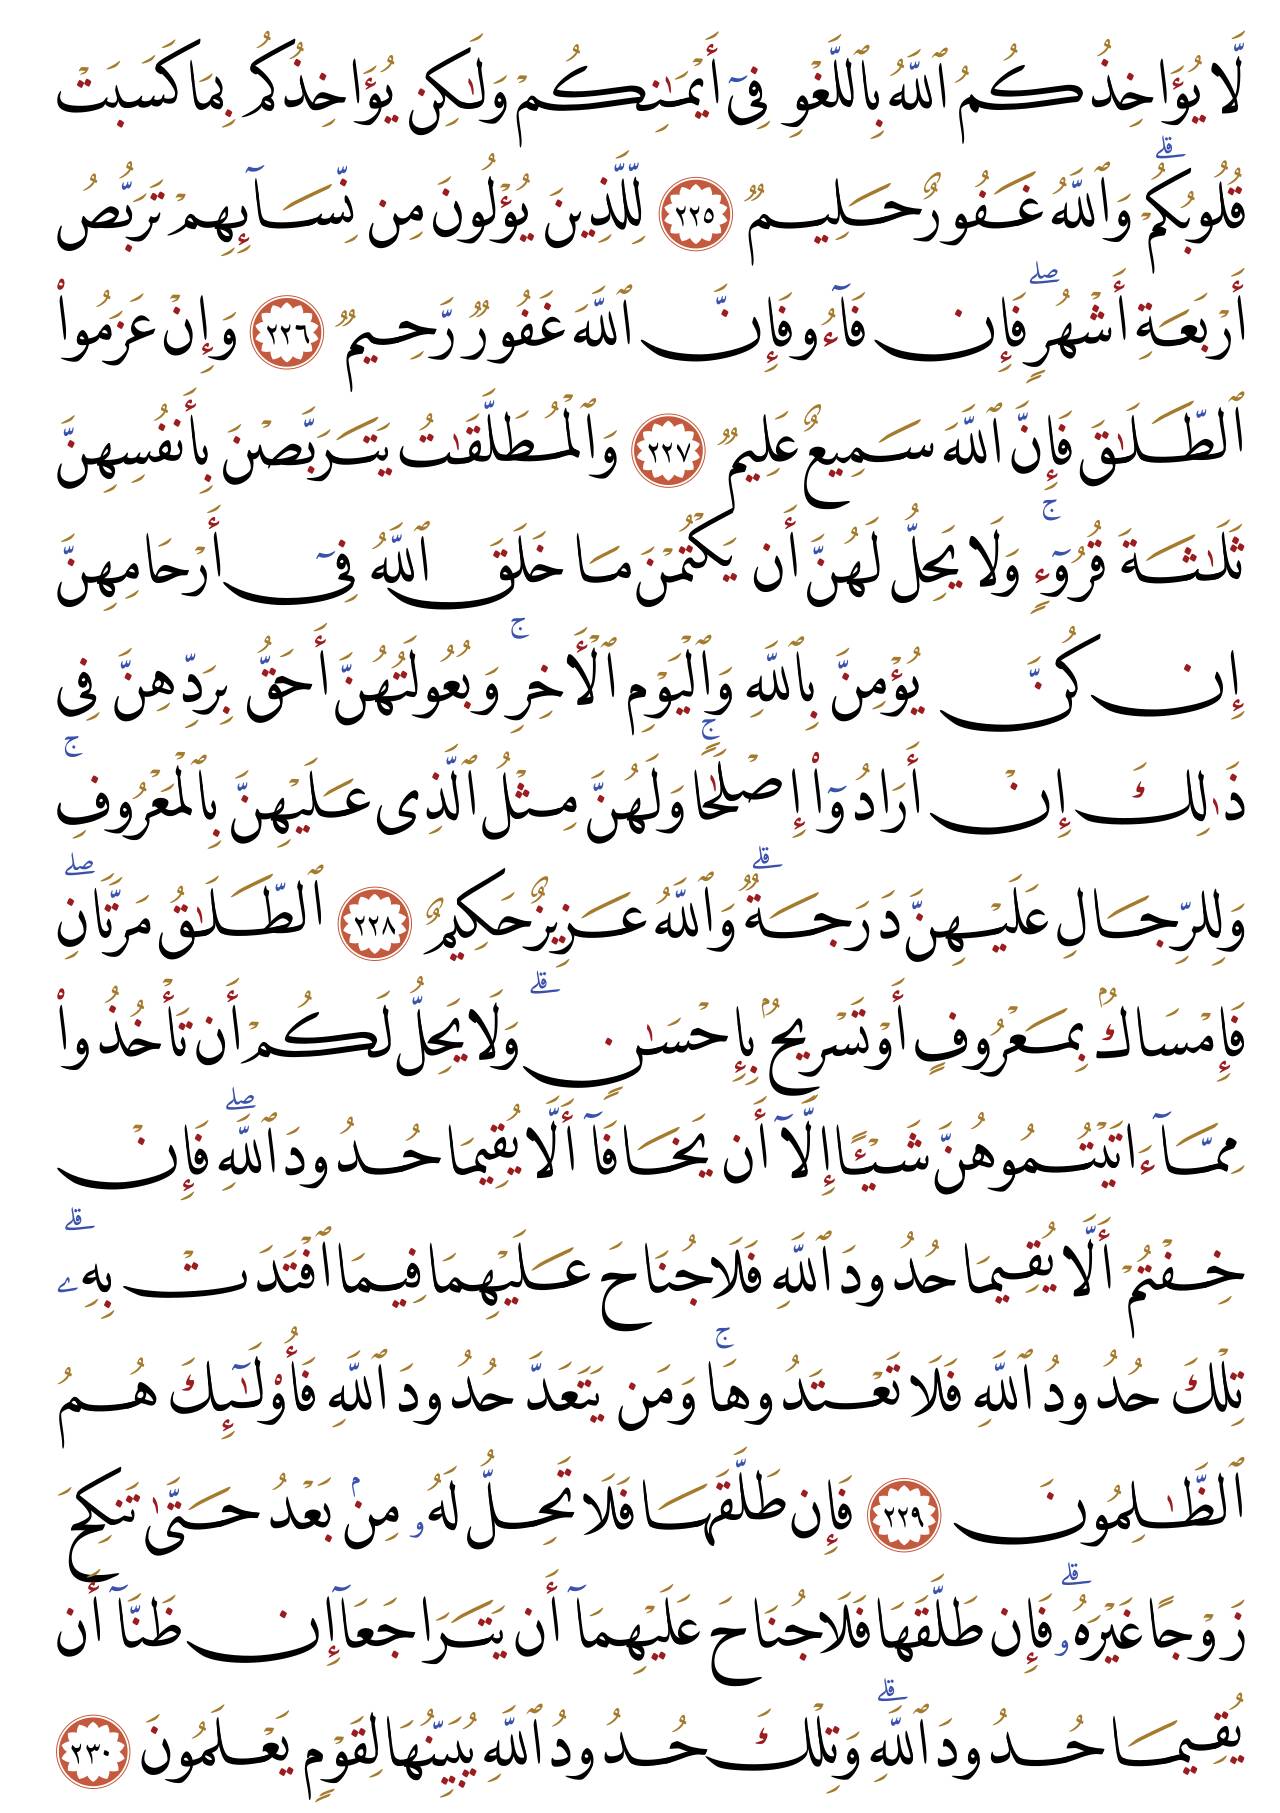 لَّا يُؤَاخِذُكُمُ ٱللَّهُ بِٱللَّغْوِ فِىٓ أَيْمَـٰنِكُمْ وَلَـٰكِن يُؤَاخِذُكُم بِمَا كَسَبَتْ
قُلُوبُكُمْ ۗ وَٱللَّهُ غَفُورٌ حَلِيمٌ ٢٢٥ لِّلَّذِينَ يُؤْلُونَ مِن نِّسَآئِهِمْ تَرَبُّصُ
أَرْبَعَةِ أَشْهُرٍ ۖ فَإِن فَآءُو فَإِنَّ ٱللَّهَ غَفُورٌ رَّحِيمٌ ٢٢٦ وَإِنْ عَزَمُوا۟
ٱلطَّلَـٰقَ فَإِنَّ ٱللَّهَ سَمِيعٌ عَلِيمٌ ٢٢٧ وَٱلْمُطَلَّقَـٰتُ يَتَرَبَّصْنَ بِأَنفُسِهِنَّ
ثَلَـٰثَةَ قُرُوٓءٍ ۚ وَلَا يَحِلُّ لَهُنَّ أَن يَكْتُمْنَ مَا خَلَقَ ٱللَّهُ فِىٓ أَرْحَامِهِنَّ
إِن كُنَّ يُؤْمِنَّ بِٱللَّهِ وَٱلْيَوْمِ ٱلْـَٔاخِرِ ۚ وَبُعُولَتُهُنَّ أَحَقُّ بِرَدِّهِنَّ فِى
ذَٰلِكَ إِنْ أَرَادُوٓا۟ إِصْلَـٰحًا ۚ وَلَهُنَّ مِثْلُ ٱلَّذِى عَلَيْهِنَّ بِٱلْمَعْرُوفِ ۚ
وَلِلرِّجَالِ عَلَيْهِنَّ دَرَجَةٌ ۗ وَٱللَّهُ عَزِيزٌ حَكِيمٌ ٢٢٨ ٱلطَّلَـٰقُ مَرَّتَانِ ۖ
فَإِمْسَاكٌۢ بِمَعْرُوفٍ أَوْ تَسْرِيحٌۢ بِإِحْسَـٰنٍ ۗ وَلَا يَحِلُّ لَكُمْ أَن تَأْخُذُوا۟
مِمَّآ ءَاتَيْتُمُوهُنَّ شَيْـًٔا إِلَّآ أَن يَخَافَآ أَلَّا يُقِيمَا حُدُودَ ٱللَّهِ ۖ فَإِنْ
خِفْتُمْ أَلَّا يُقِيمَا حُدُودَ ٱللَّهِ فَلَا جُنَاحَ عَلَيْهِمَا فِيمَا ٱفْتَدَتْ بِهِۦ ۗ
تِلْكَ حُدُودُ ٱللَّهِ فَلَا تَعْتَدُوهَا ۚ وَمَن يَتَعَدَّ حُدُودَ ٱللَّهِ فَأُو۟لَـٰٓئِكَ هُمُ
ٱلظَّـٰلِمُونَ ٢٢٩ فَإِن طَلَّقَهَا فَلَا تَحِلُّ لَهُۥ مِنۢ بَعْدُ حَتَّىٰ تَنكِحَ
زَوْجًا غَيْرَهُۥ ۗ فَإِن طَلَّقَهَا فَلَا جُنَاحَ عَلَيْهِمَآ أَن يَتَرَاجَعَآ إِن ظَنَّآ أَن
يُقِيمَا حُدُودَ ٱللَّهِ ۗ وَتِلْكَ حُدُودُ ٱللَّهِ يُبَيِّنُهَا لِقَوْمٍ يَعْلَمُونَ ٢٣٠